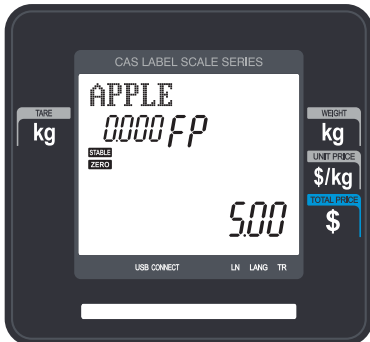 CAS LABEL SCALE SERIES
APPLE
TARE
kg
0.000 FP
WEIGHT
kg
STABLE
ZERO
UNIT PRICE
$/kg
TOTAL PRICE
$
5.00
USB CONNECT LN LANG TR